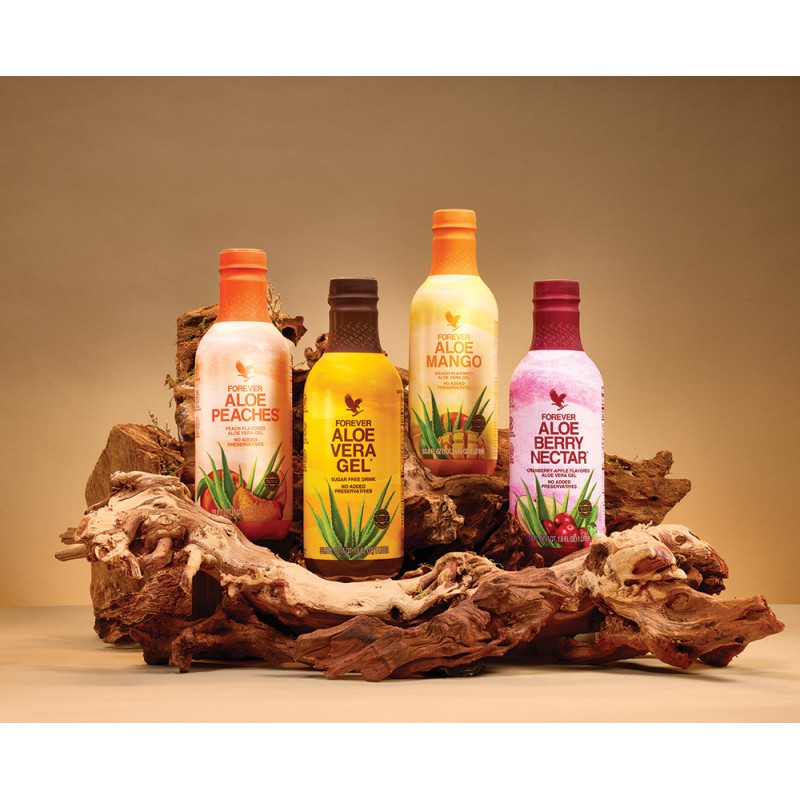 FOREVER
ALOE
PEACHES
PEACH FLAVORED
ALOE VERA GEL
NO ADDED
PRESERVATIVES
FOREVER
ALOE
VERA
GEL
SUGAR FREE DRINK
NO ADDED
PRESERVATIVES
FOREVER
ALOE
MANGO
MANGO FLAVORED
ALOE VERA GEL
NO ADDED
PRESERVATIVES
FOREVER
ALOE
BERRY
NECTAR
CRANBERRY-APPLE FLAVORED
ALOE VERA GEL
NO ADDED
PRESERVATIVES